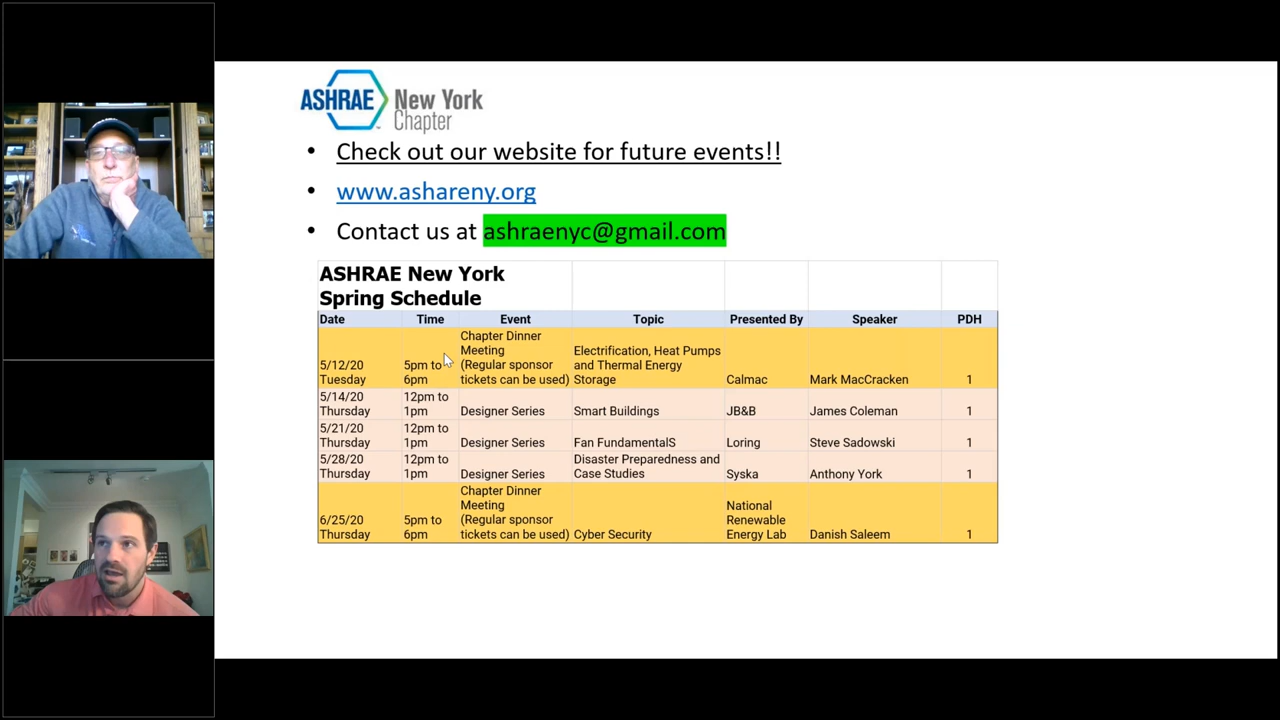 ASHRAE New York
Chapter
• Check out our website for future events!!
• www.ashareny.org
• Contact us at ashraenyc@gmail.com
ASHRAE New York
Spring Schedule
Date Time Event Topic Presented By Speaker PDH
5/12/20 Tuesday 5pm to 6pm Chapter Dinner Meeting (Regular sponsor tickets can be used) Electrification, Heat Pumps and Thermal Energy Storage Calmac Mark MacCracken 1
5/14/20 Thursday 12pm to 1pm Designer Series Smart Buildings JB&B James Coleman 1
5/21/20 Thursday 12pm to 1pm Designer Series Fan FundamentalS Loring Steve Sadowski 1
5/28/20 Thursday 12pm to 1pm Designer Series Disaster Preparedness and Case Studies Syska Anthony York 1
6/25/20 Thursday 5pm to 6pm Chapter Dinner Meeting (Regular sponsor tickets can be used) Cyber Security National Renewable Energy Lab Danish Saleem 1